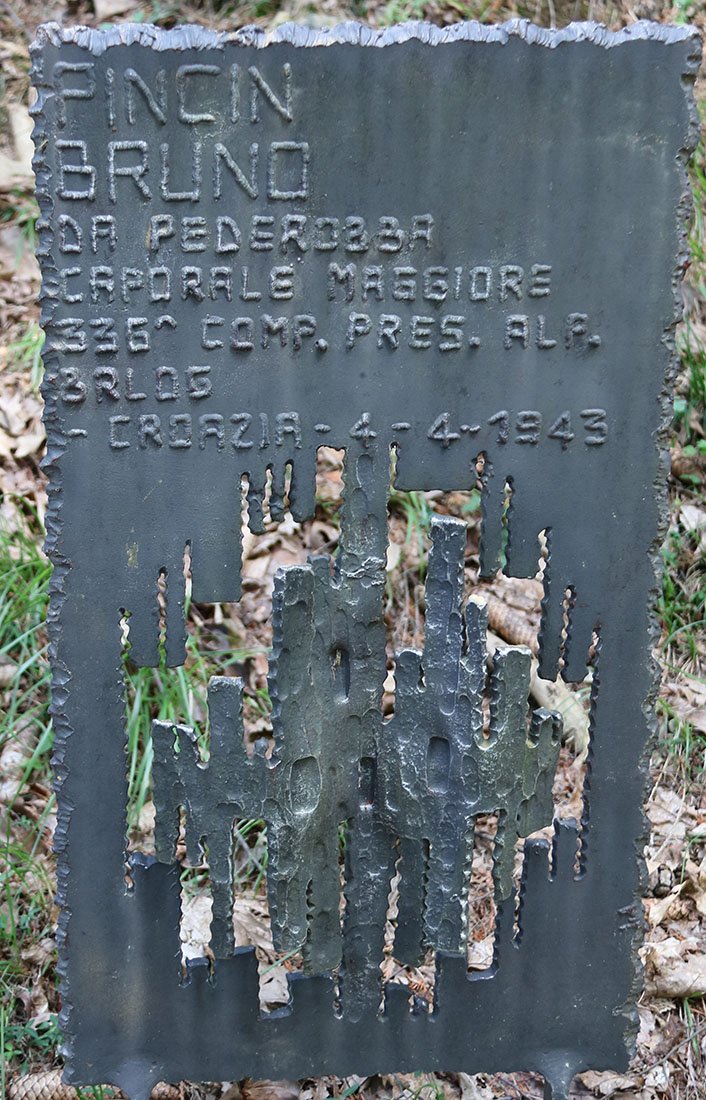 PINCIN
BRUNO
DA PEDEROBBA
CAPORALE MAGGIORE
336^ COMP. PRES. ALP.
BRLOG
- CROAZIA - 4 - 4 - 1943